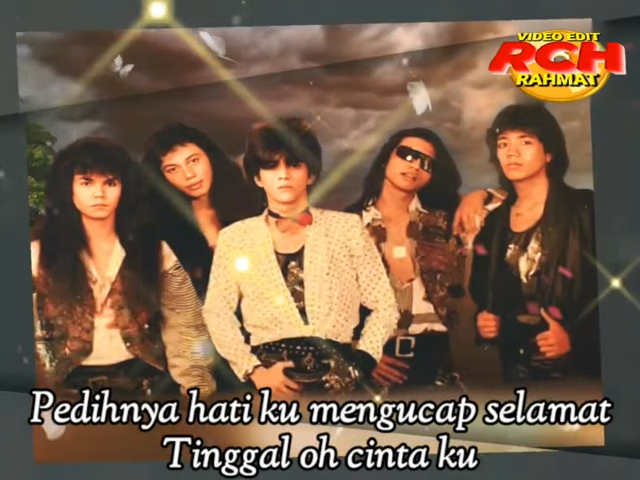 VIDEO EDIT
RCH
RAHMAT
Pedihnya hati ku mengucap selamat
Tinggal oh cinta ku